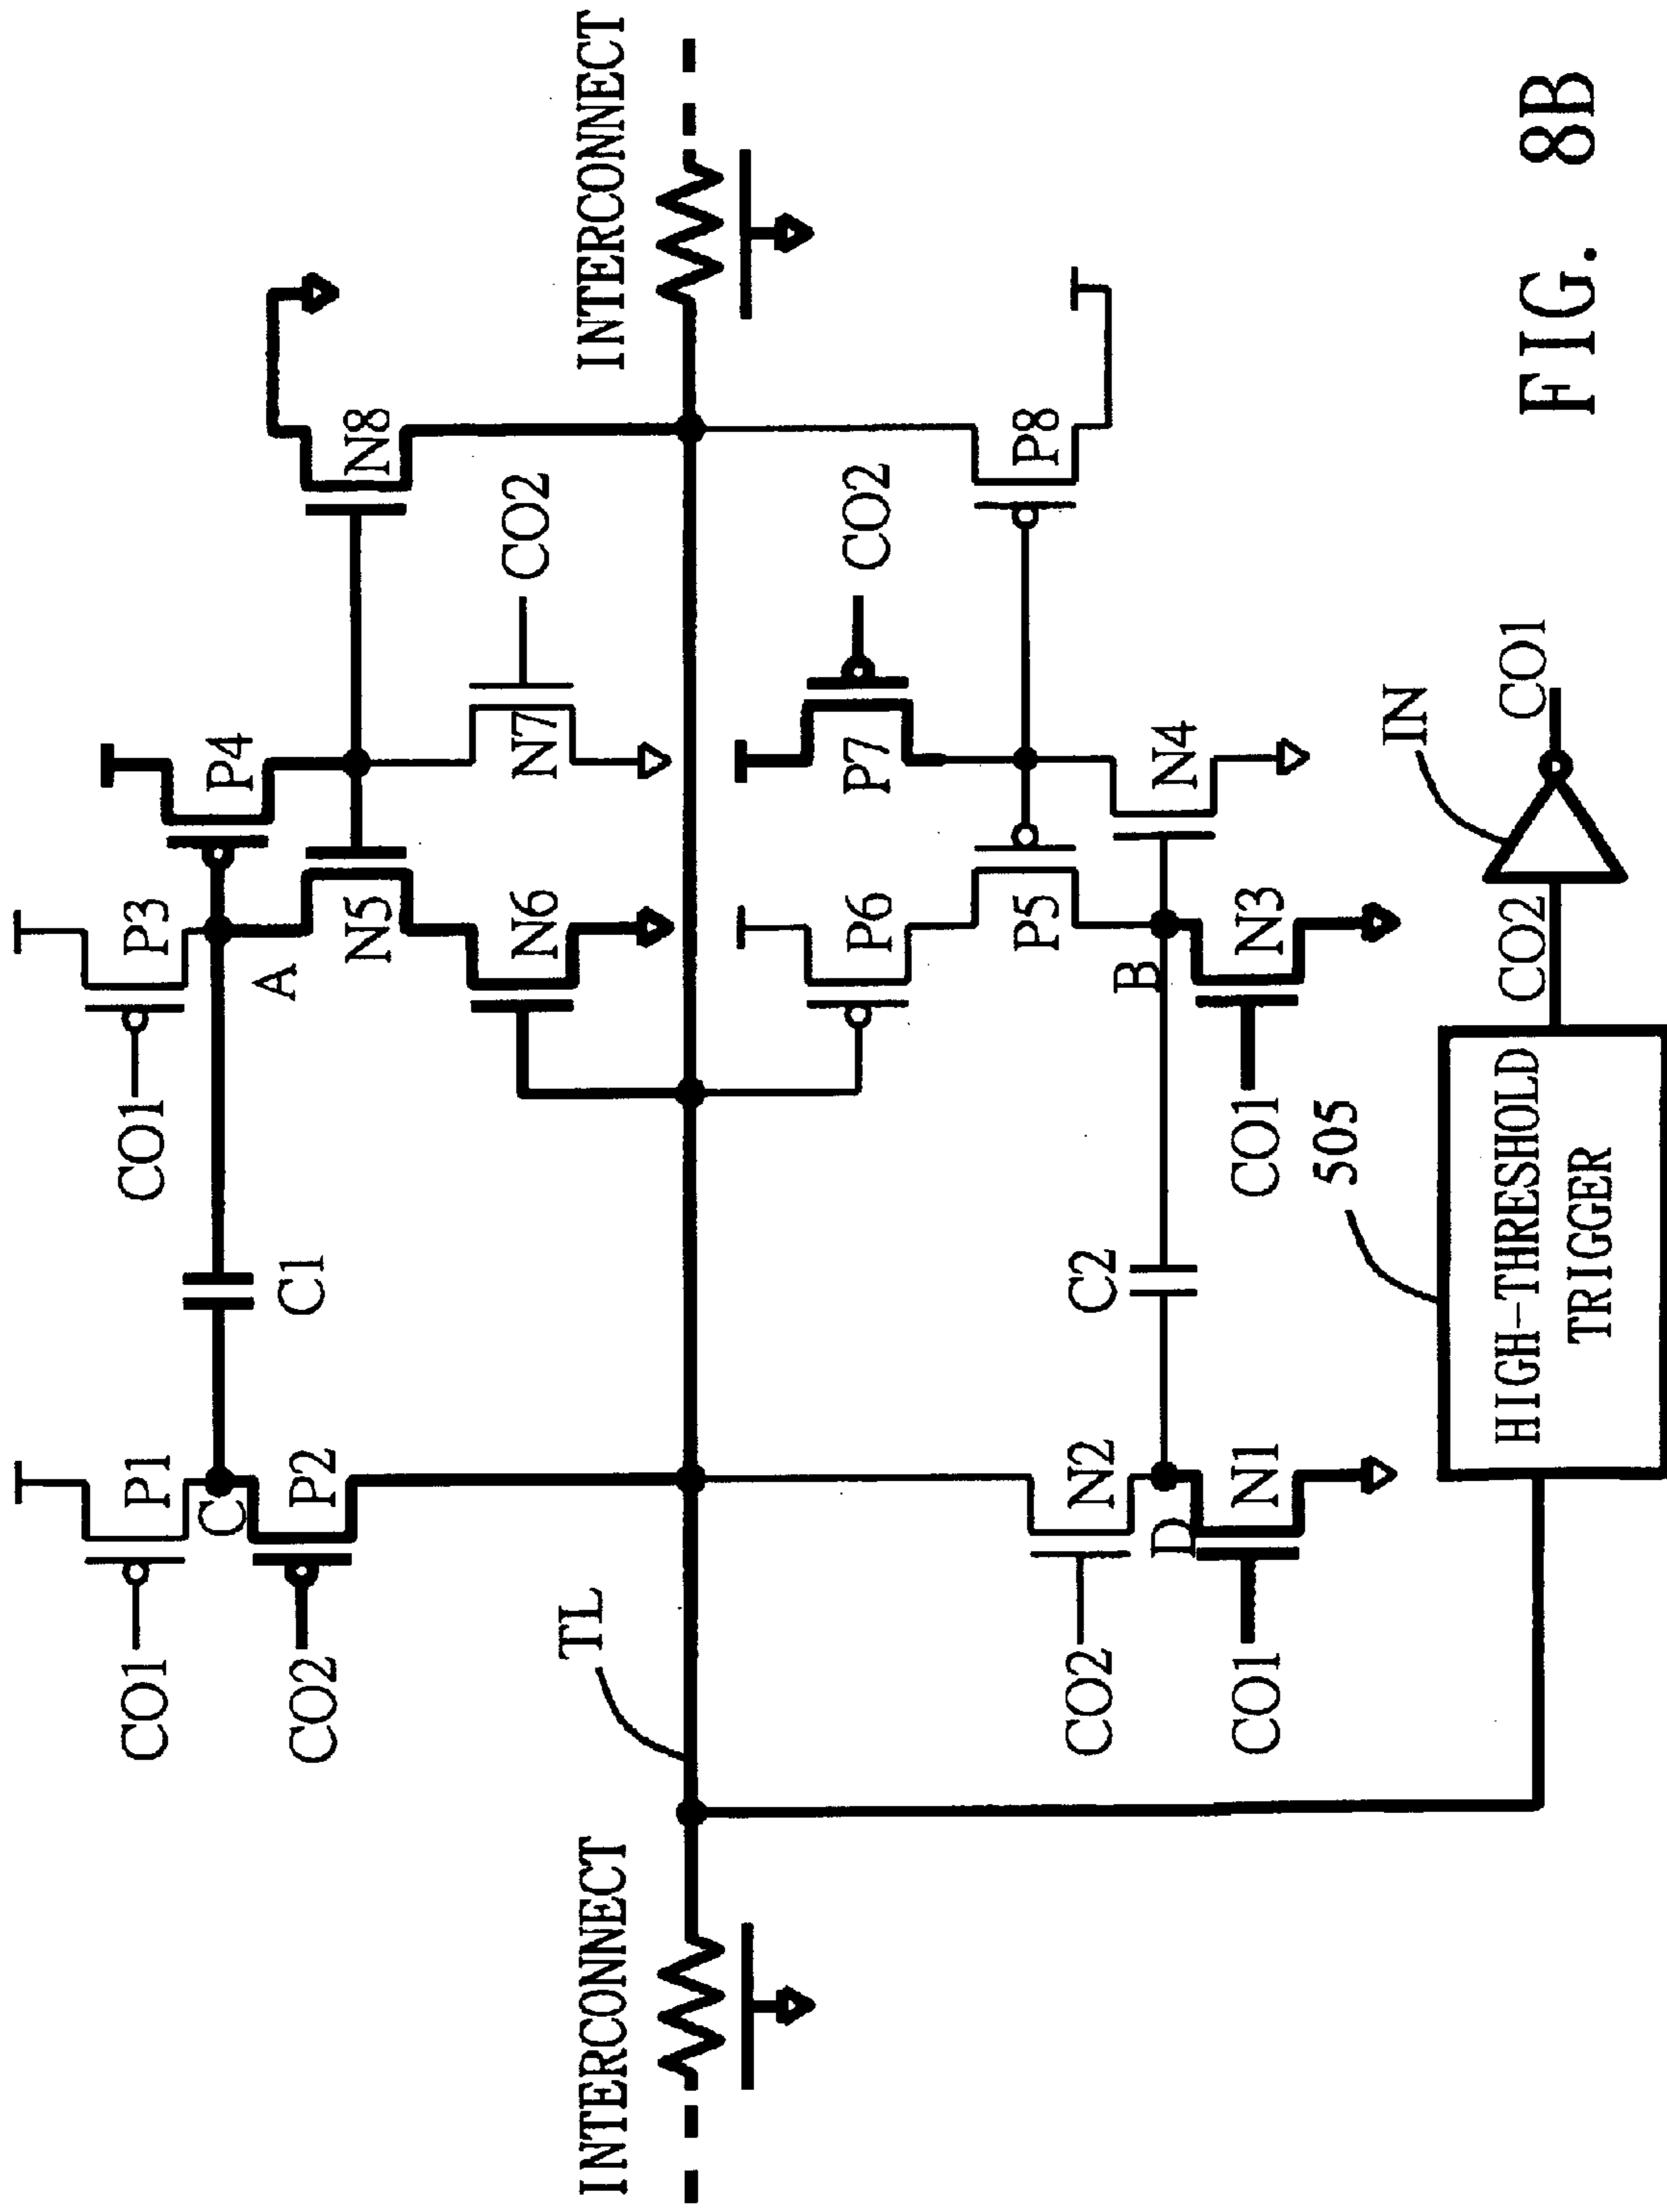 CO1
P1
C
CO2
P2
C1
CO1
P3
A
P4
N5
N6
N8
N7
CO2
INTERCONNECT
TL
INTERCONNECT
CO2
N2
D
CO1
N1
C2
P6
P5
B
CO1
N3
P7
CO2
N4
P8
505
HIGH-THRESHOLD
TRIGGER
CO2
IN
CO1
FIG. 8B